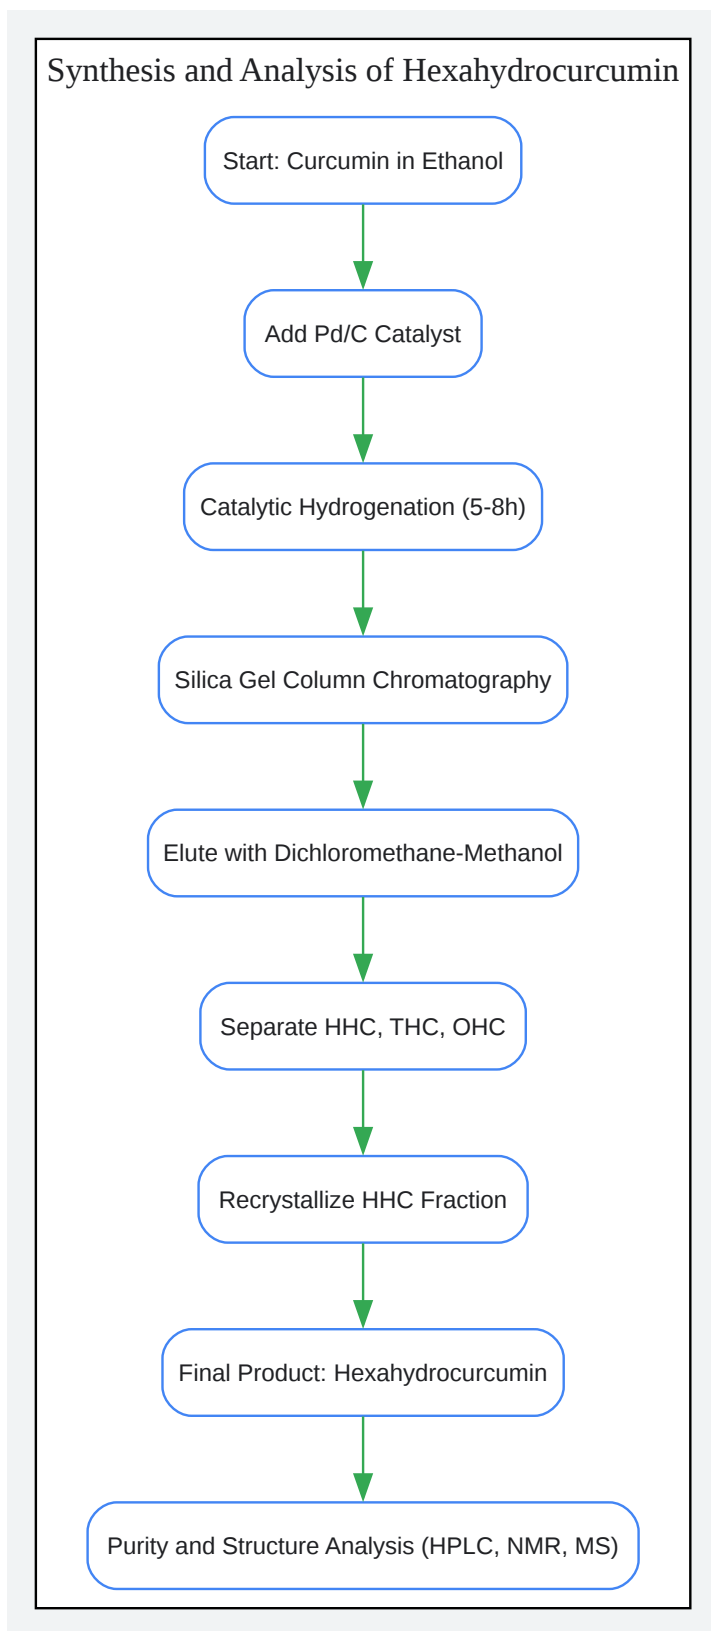 Synthesis and Analysis of Hexahydrocurcumin
Start: Curcumin in Ethanol
Add Pd/C Catalyst
Catalytic Hydrogenation (5-8h)
Silica Gel Column Chromatography
Elute with Dichloromethane-Methanol
Separate HHC, THC, OHC
Recrystallize HHC Fraction
Final Product: Hexahydrocurcumin
Purity and Structure Analysis (HPLC, NMR, MS)